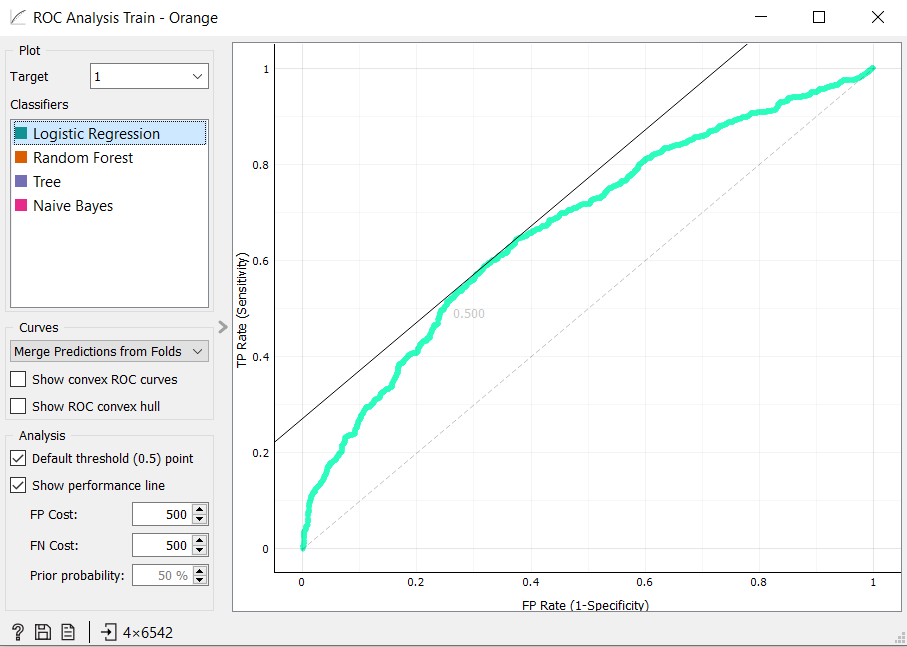 ROC Analysis Train - Orange
Plot
Target
1
Classifiers
Logistic Regression
Random Forest
Tree
Naive Bayes
Curves
Merge Predictions from Folds
Show convex ROC curves
Show ROC convex hull
Analysis
Default threshold (0.5) point
Show performance line
FP Cost: 500
FN Cost: 500
Prior probability: 50 %
? 4×6542
TP Rate (Sensitivity)
1
0.8
0.6
0.4
0.2
0
0.500
0 0.2 0.4 0.6 0.8 1
FP Rate (1-Specificity)